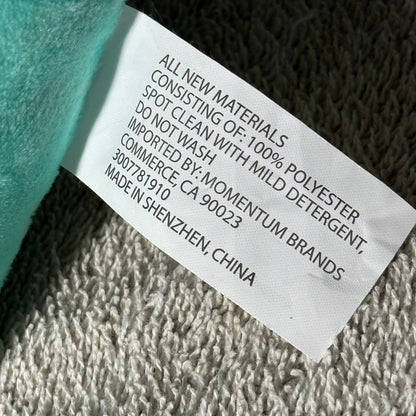 ALL NEW MATERIALS
CONSISTING OF:100% POLYESTER
SPOT CLEAN WITH MILD DETERGENT,
DO NOT WASH
IMPORTED BY:MOMENTUM BRANDS
COMMERCE, CA 90023
3007781910
MADE IN SHENZHEN, CHINA